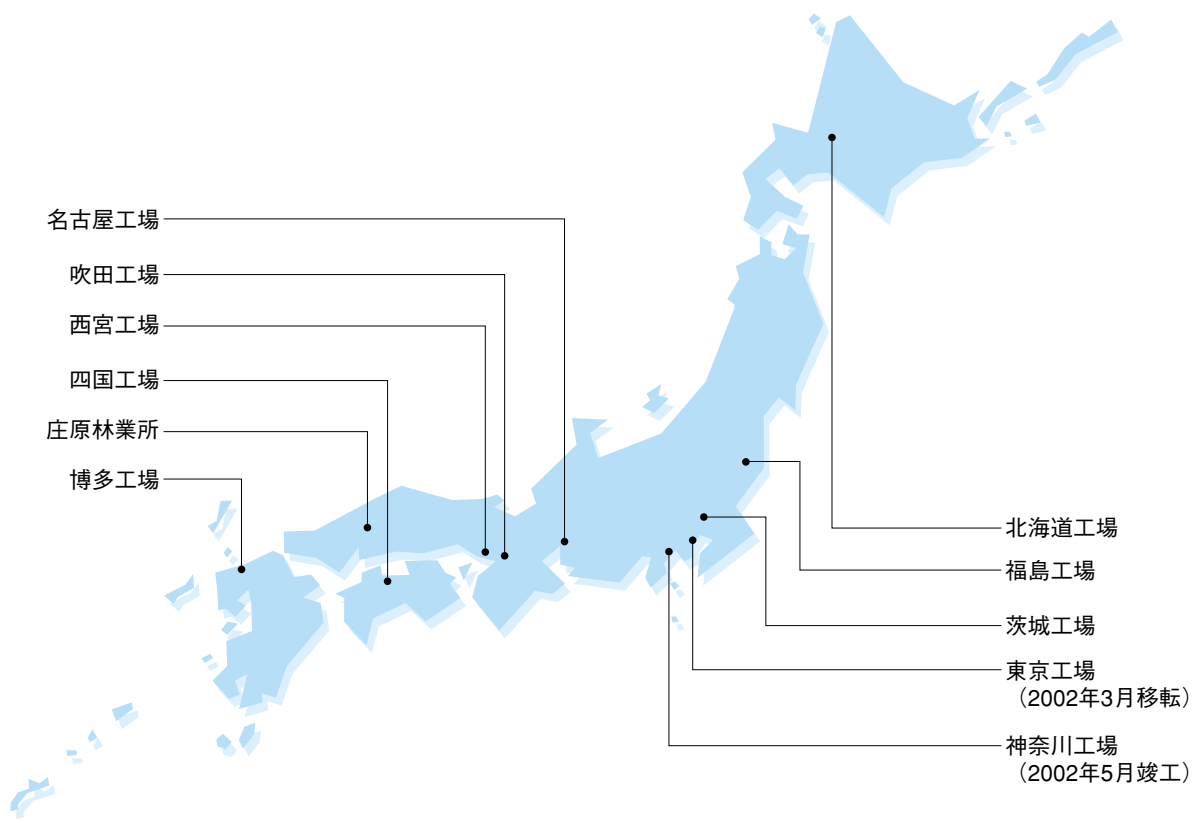 名古屋工場
吹田工場
西宮工場
四国工場
庄原林業所
博多工場
北海道工場
福島工場
茨城工場
東京工場
（2002年3月移転）
神奈川工場
（2002年5月竣工）